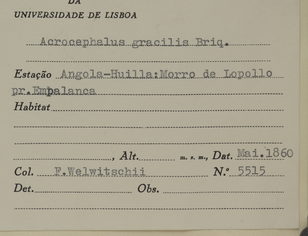 DA
UNIVERSIDADE DE LISBOA
Acrocephalus gracilis Briq.
Estação Angola-Huilla:Morro de Lopollo
pr.Empalanca
Habitat
, Alt. m. s. m., Dat. Mai.1860
Col. F.Welwitschii N.º 5515
Det. Obs.